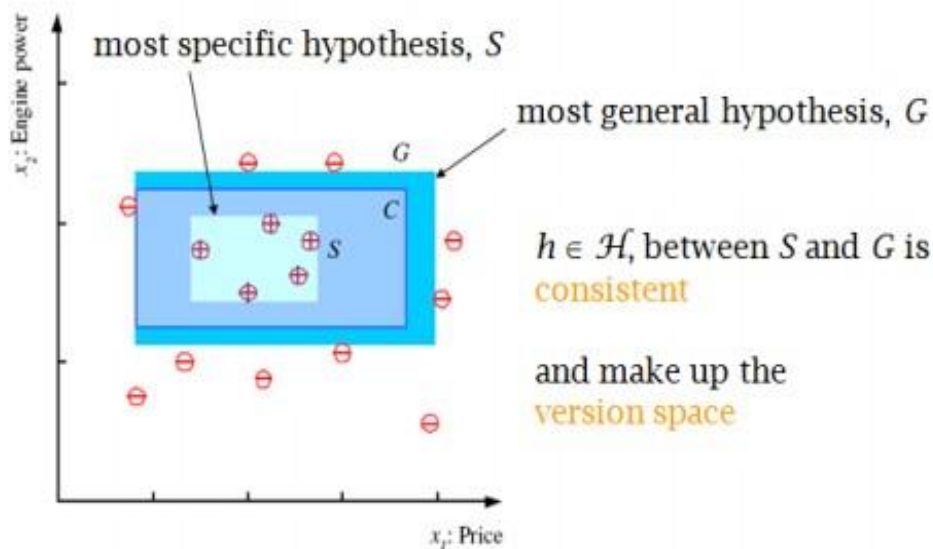 most specific hypothesis, S
most general hypothesis, G
x₂: Engine power
G
C
S
h ∈ ℋ, between S and G is
consistent
and make up the
version space
x₁: Price